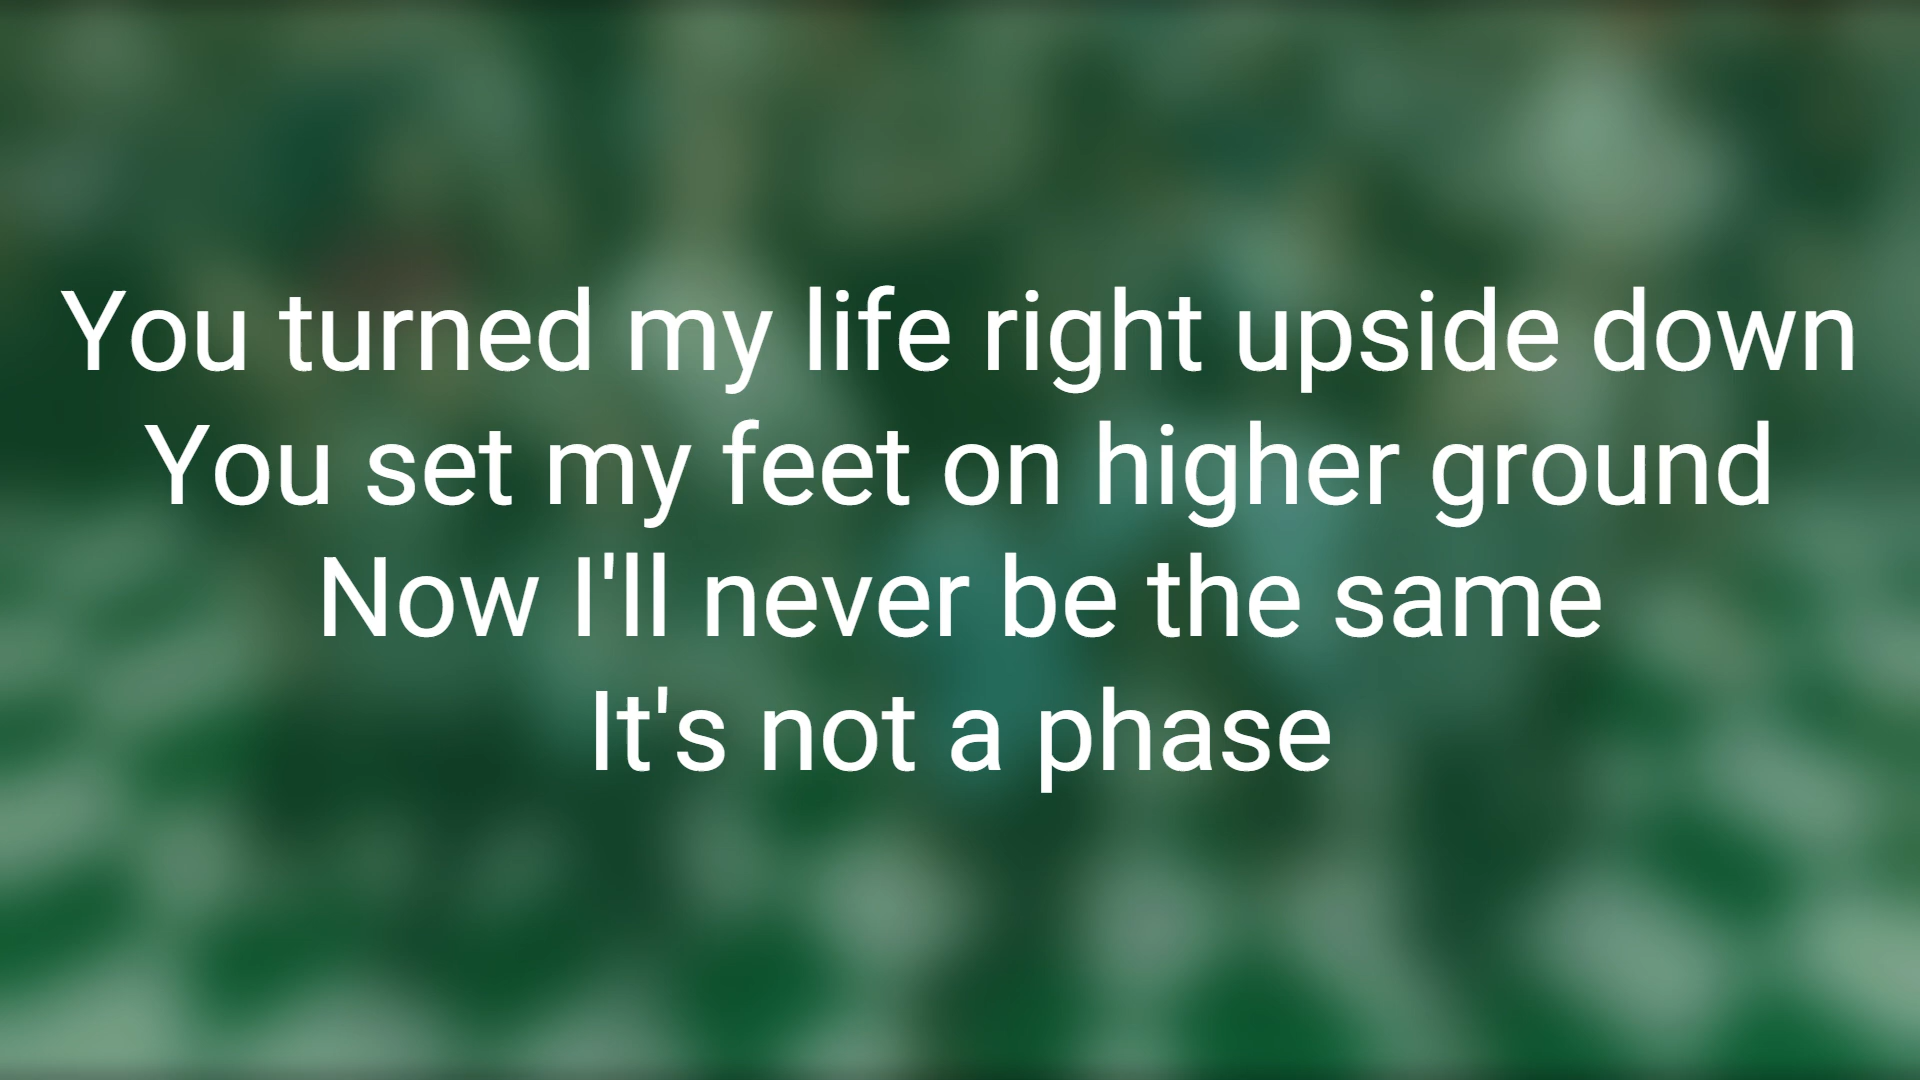 You turned my life right upside down
You set my feet on higher ground
Now I'll never be the same
It's not a phase